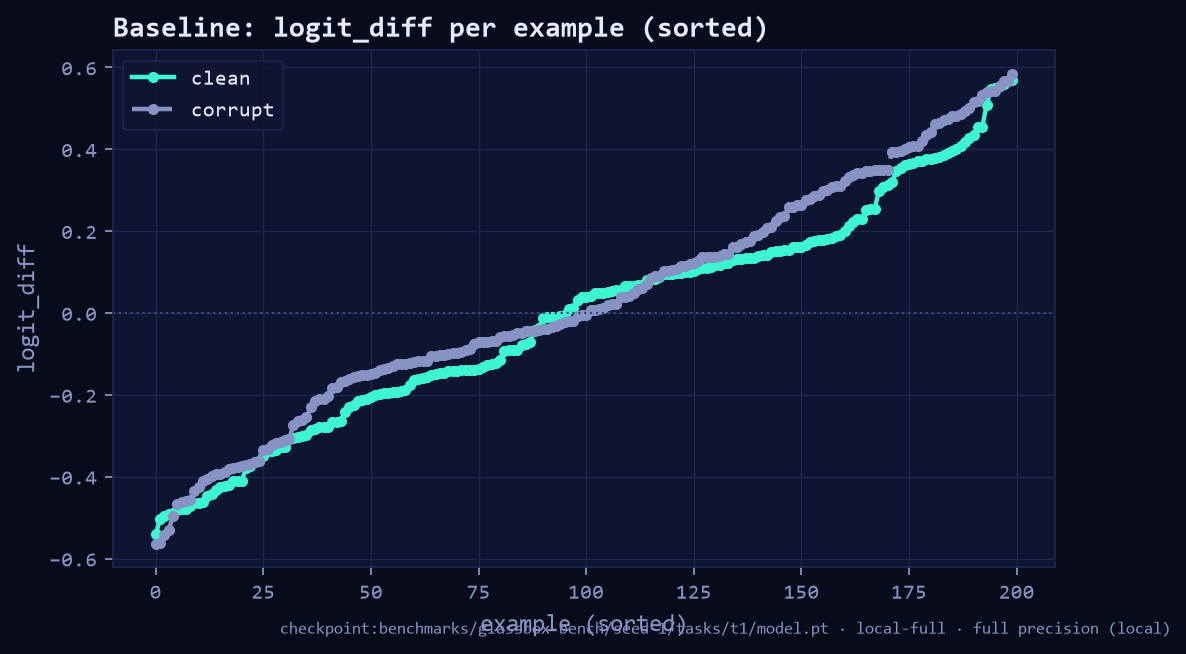 Baseline: logit_diff per example (sorted)
clean
corrupt
logit_diff
0.6
0.4
0.2
0.0
−0.2
−0.4
−0.6
0 25 50 75 100 125 150 175 200
example (sorted)
checkpoint:benchmarks/glassbox-bench/seed-1/tasks/t1/model.pt · local-full · full precision (local)